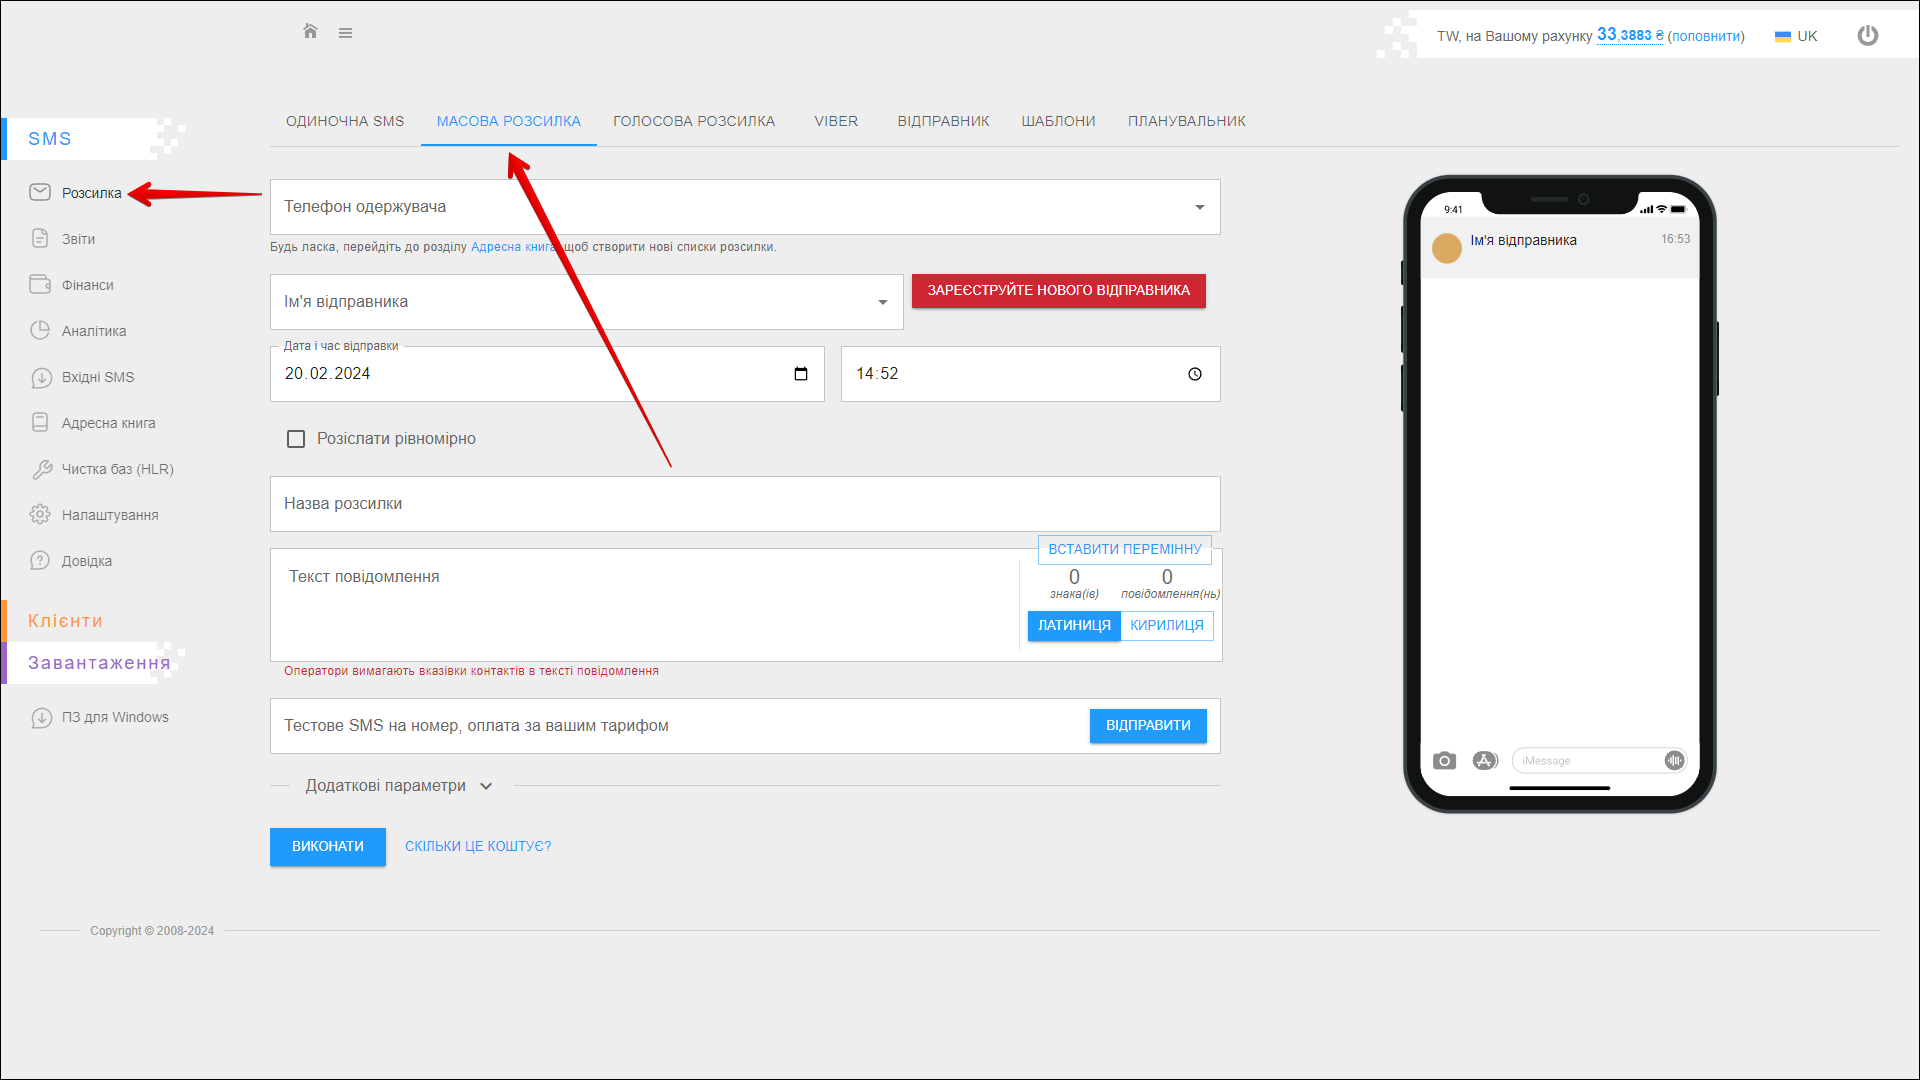 TW, на Вашому рахунку 33,3883 ₴ (поповнити)
UK
SMS
Розсилка
Звіти
Фінанси
Аналітика
Вхідні SMS
Адресна книга
Чистка баз (HLR)
Налаштування
Довідка
Клієнти
Завантаження
ПЗ для Windows
ОДИНОЧНА SMS
МАСОВА РОЗСИЛКА
ГОЛОСОВА РОЗСИЛКА
VIBER
ВІДПРАВНИК
ШАБЛОНИ
ПЛАНУВАЛЬНИК
Телефон одержувача
Будь ласка, перейдіть до розділу Адресна книга, щоб створити нові списки розсилки.
Ім'я відправника
ЗАРЕЄСТРУЙТЕ НОВОГО ВІДПРАВНИКА
Дата і час відправки
20.02.2024
14:52
Розіслати рівномірно
Назва розсилки
ВСТАВИТИ ПЕРЕМІННУ
Текст повідомлення
0 знака(ів)
0 повідомлення(нь)
ЛАТИНИЦЯ
КИРИЛИЦЯ
Оператори вимагають вказівки контактів в тексті повідомлення
Тестове SMS на номер, оплата за вашим тарифом
ВІДПРАВИТИ
Додаткові параметри
ВИКОНАТИ
СКІЛЬКИ ЦЕ КОШТУЄ?
9:41
Ім'я відправника
16:53
iMessage
Copyright © 2008-2024